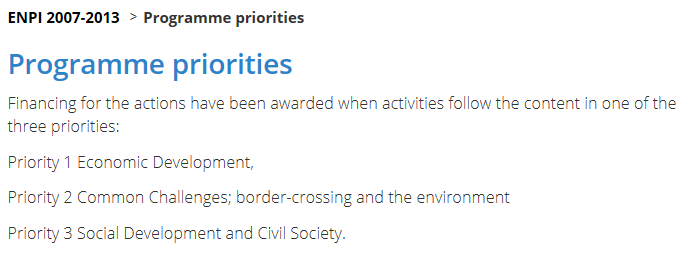 ENPI 2007-2013 > Programme priorities
Programme priorities
Financing for the actions have been awarded when activities follow the content in one of the
three priorities:
Priority 1 Economic Development,
Priority 2 Common Challenges; border-crossing and the environment
Priority 3 Social Development and Civil Society.